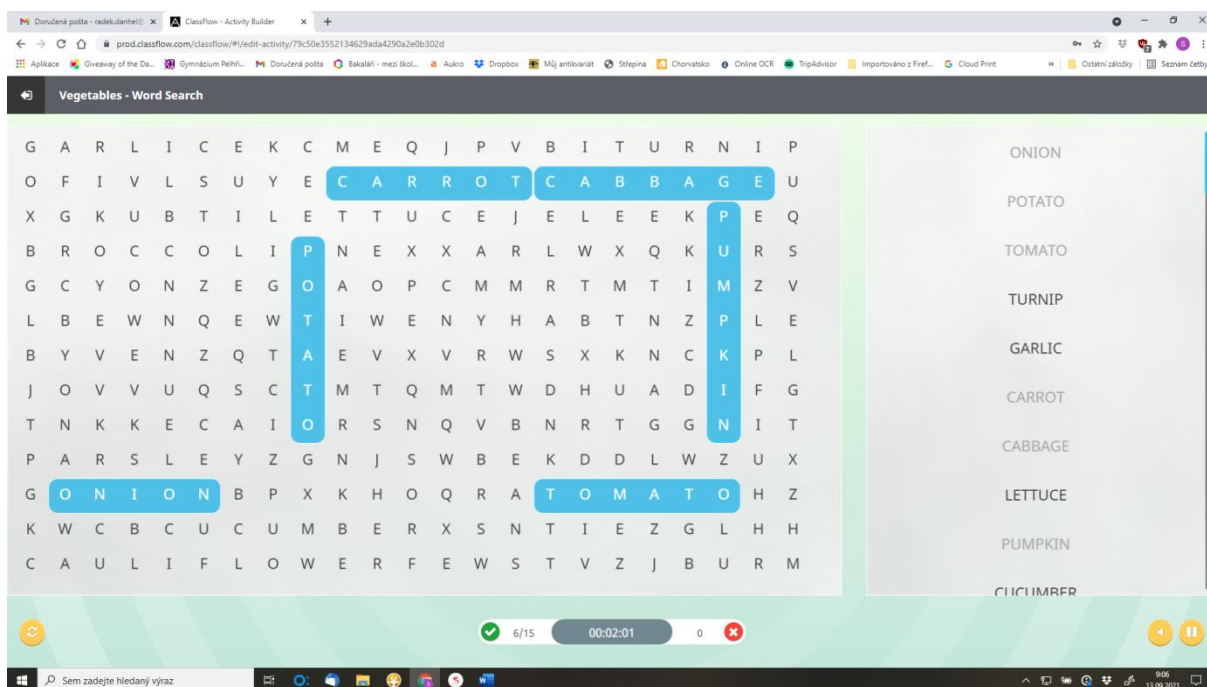 Doručená pošta - radek.danhel@
ClassFlow - Activity Builder
prod.classflow.com/classflow/#!/edit-activity/79c50e3552134629ada4290a2e0b302d
Aplikace Giveaway of the Da... Gymnázium Pelhři... Doručená pošta Bakaláři - mezi škol... Aukro Dropbox Můj antikvariát Střepina Chorvatsko Online OCR TripAdvisor Importováno z Firef... Cloud Print » Ostatní záložky Seznam četby
Vegetables - Word Search
G A R L I C E K C M E Q J P V B I T U R N I P
O F I V L S U Y E C A R R O T C A B B A G E U
X G K U B T I L E T T U C E J E L E E K P E Q
B R O C C O L I P N E X X A R L W X Q K U R S
G C Y O N Z E G O A O P C M M R T M T I M Z V
L B E W N Q E W T I W E N Y H A B T N Z P L E
B Y V E N Z Q T A E V X V R W S X K N C K P L
J O V V U Q S C T M T Q M T W D H U A D I F G
T N K K E C A I O R S N Q V B N R T G G N I T
P A R S L E Y Z G N J S W B E K D D L W Z U X
G O N I O N B P X K H O Q R A T O M A T O H Z
K W C B C U C U M B E R X S N T I E Z G L H H
C A U L I F L O W E R F E W S T V Z J B U R M
ONION
POTATO
TOMATO
TURNIP
GARLIC
CARROT
CABBAGE
LETTUCE
PUMPKIN
CUCUMBER
6/15 00:02:01 0
Sem zadejte hledaný výraz
9:06
13.09.2021